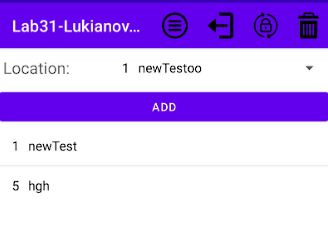 Lab31-Lukianov...
Location: 1 newTestoo
ADD
1 newTest
5 hgh